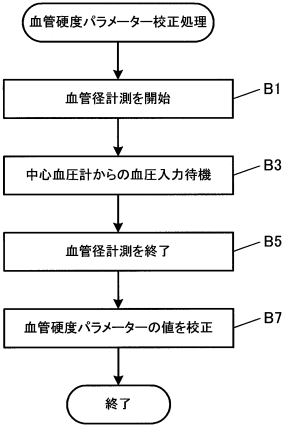 血管硬度パラメーター校正処理
血管径計測を開始
B1
中心血圧計からの血圧入力待機
B3
血管径計測を終了
B5
血管硬度パラメーターの値を校正
B7
終了